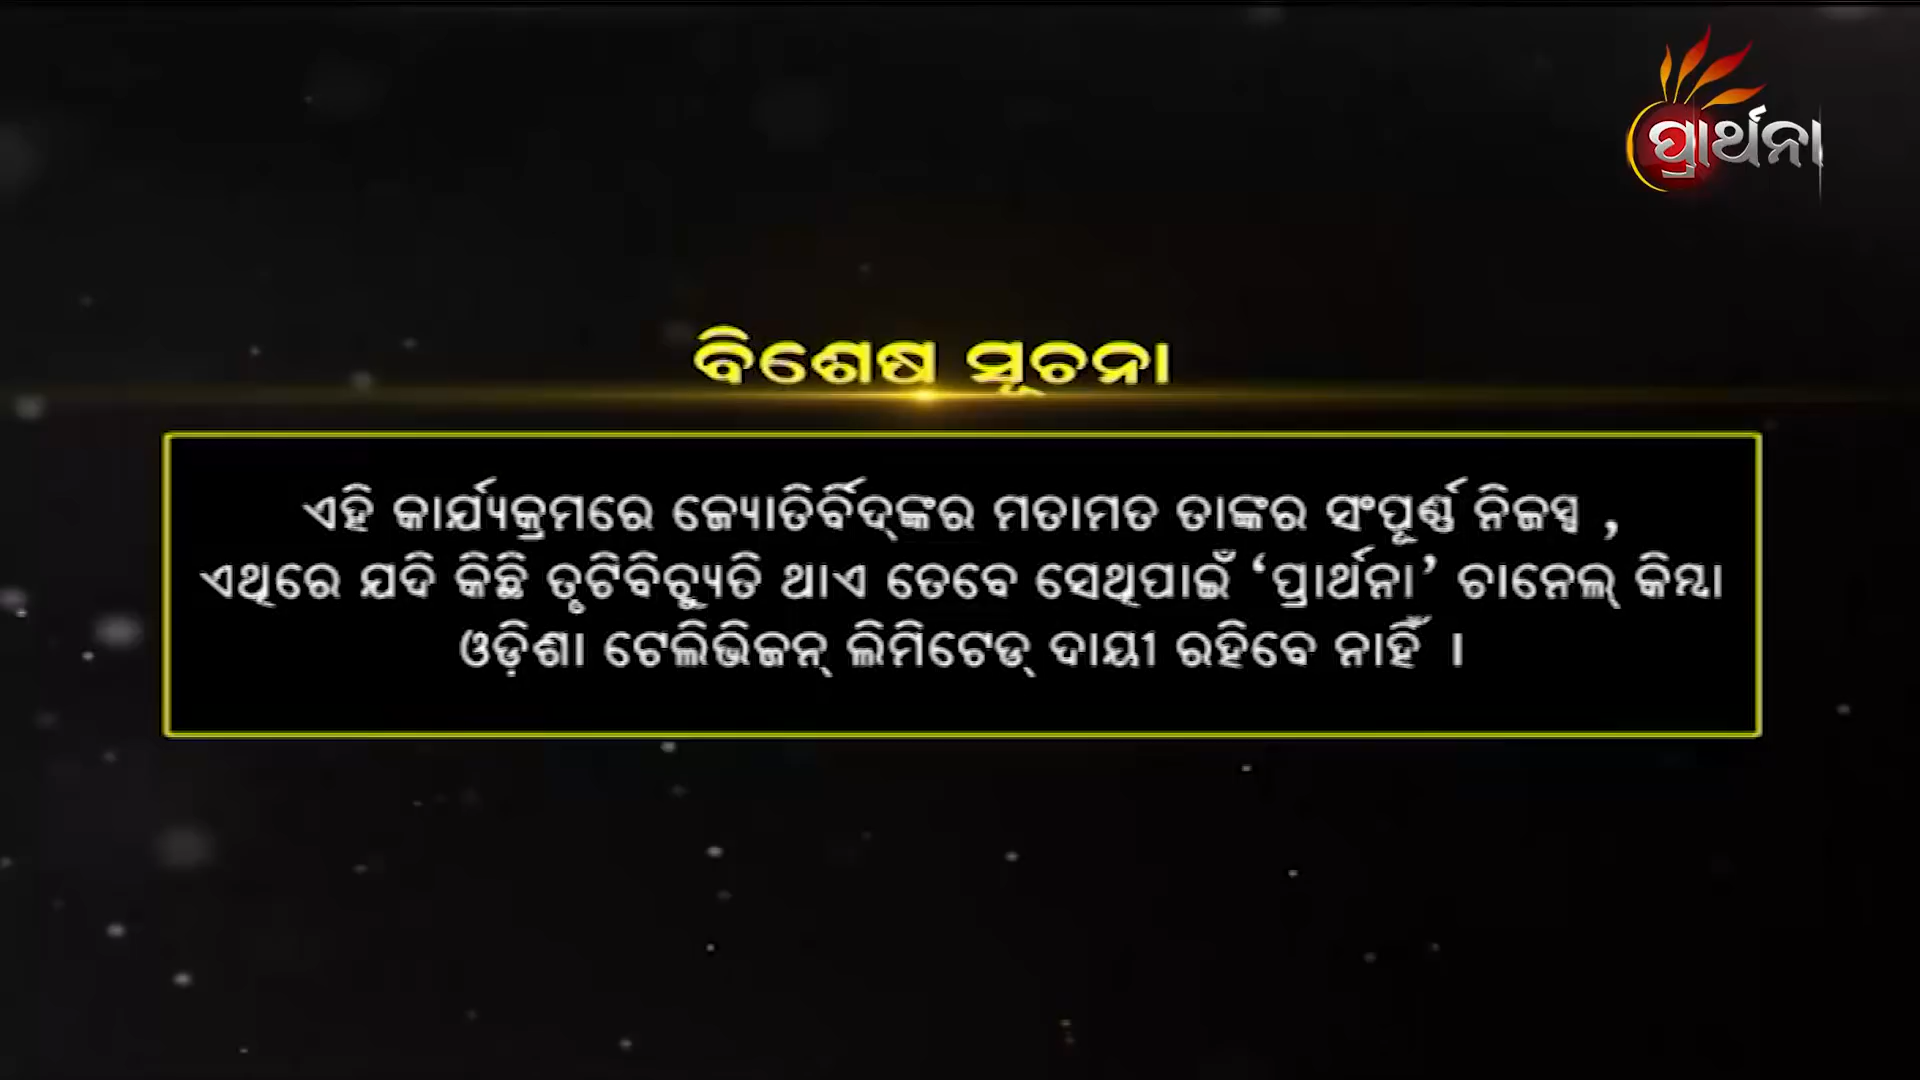 ପ୍ରାର୍ଥନା
ବିଶେଷ ସୂଚନା
ଏହି କାର୍ଯ୍ୟକ୍ରମରେ ଜ୍ୟୋତିର୍ବିଦ୍‌ଙ୍କର ମତାମତ ତାଙ୍କର ସଂପୂର୍ଣ୍ଣ ନିଜସ୍ୱ ,
ଏଥିରେ ଯଦି କିଛି ତୃଟିବିଚ୍ୟୁତି ଥାଏ ତେବେ ସେଥିପାଇଁ ‘ପ୍ରାର୍ଥନା’ ଚାନେଲ୍ କିମ୍ବା
ଓଡ଼ିଶା ଟେଲିଭିଜନ୍ ଲିମିଟେଡ୍ ଦାୟୀ ରହିବେ ନାହିଁ ।